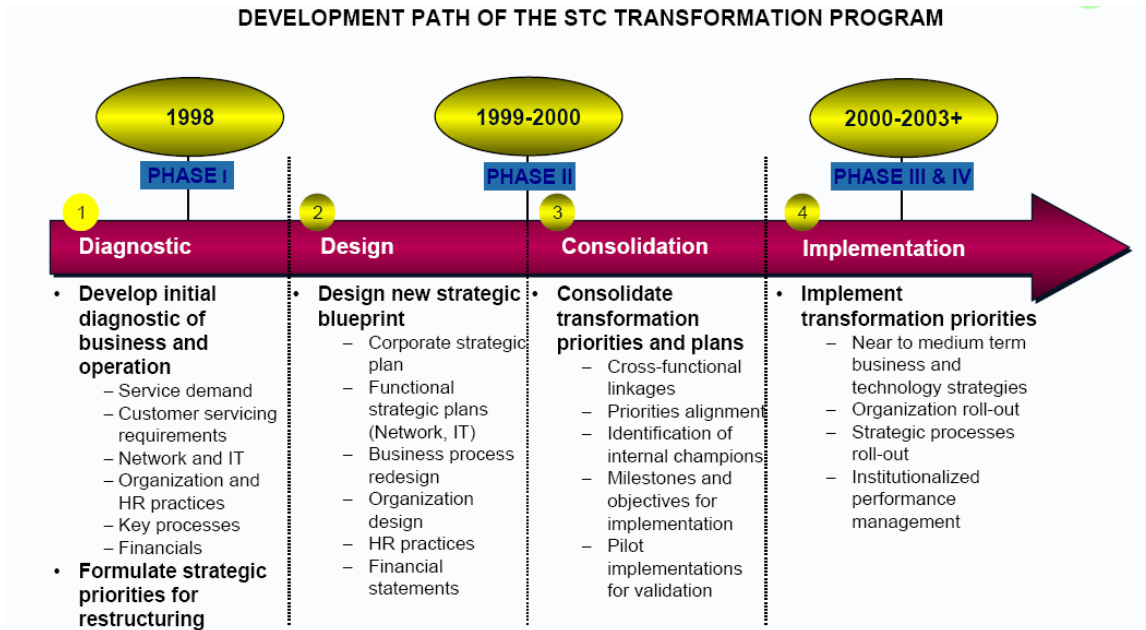 DEVELOPMENT PATH OF THE STC TRANSFORMATION PROGRAM
1998
1999-2000
2000-2003+
PHASE I
PHASE II
PHASE III & IV
1
2
3
4
Diagnostic
Design
Consolidation
Implementation
• Develop initial
diagnostic of
business and
operation
– Service demand
– Customer servicing
requirements
– Network and IT
– Organization and
HR practices
– Key processes
– Financials
• Formulate strategic
priorities for
restructuring
• Design new strategic
blueprint
– Corporate strategic
plan
– Functional
strategic plans
(Network, IT)
– Business process
redesign
– Organization
design
– HR practices
– Financial
statements
• Consolidate
transformation
priorities and plans
– Cross-functional
linkages
– Priorities alignment
– Identification of
internal champions
– Milestones and
objectives for
implementation
– Pilot
implementations
for validation
• Implement
transformation priorities
– Near to medium term
business and
technology strategies
– Organization roll-out
– Strategic processes
roll-out
– Institutionalized
performance
management